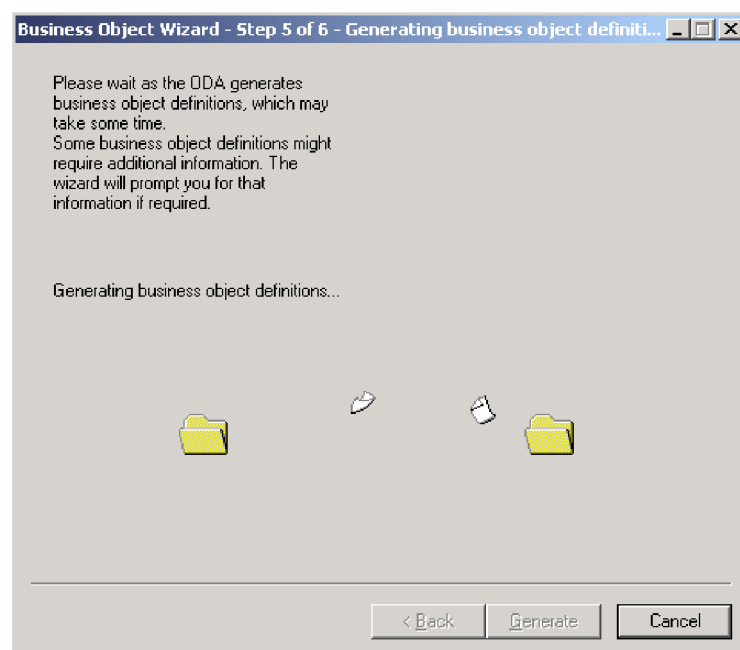 Business Object Wizard - Step 5 of 6 - Generating business object definiti...
Please wait as the ODA generates
business object definitions, which may
take some time.
Some business object definitions might
require additional information. The
wizard will prompt you for that
information if required.
Generating business object definitions...
< Back
Generate
Cancel